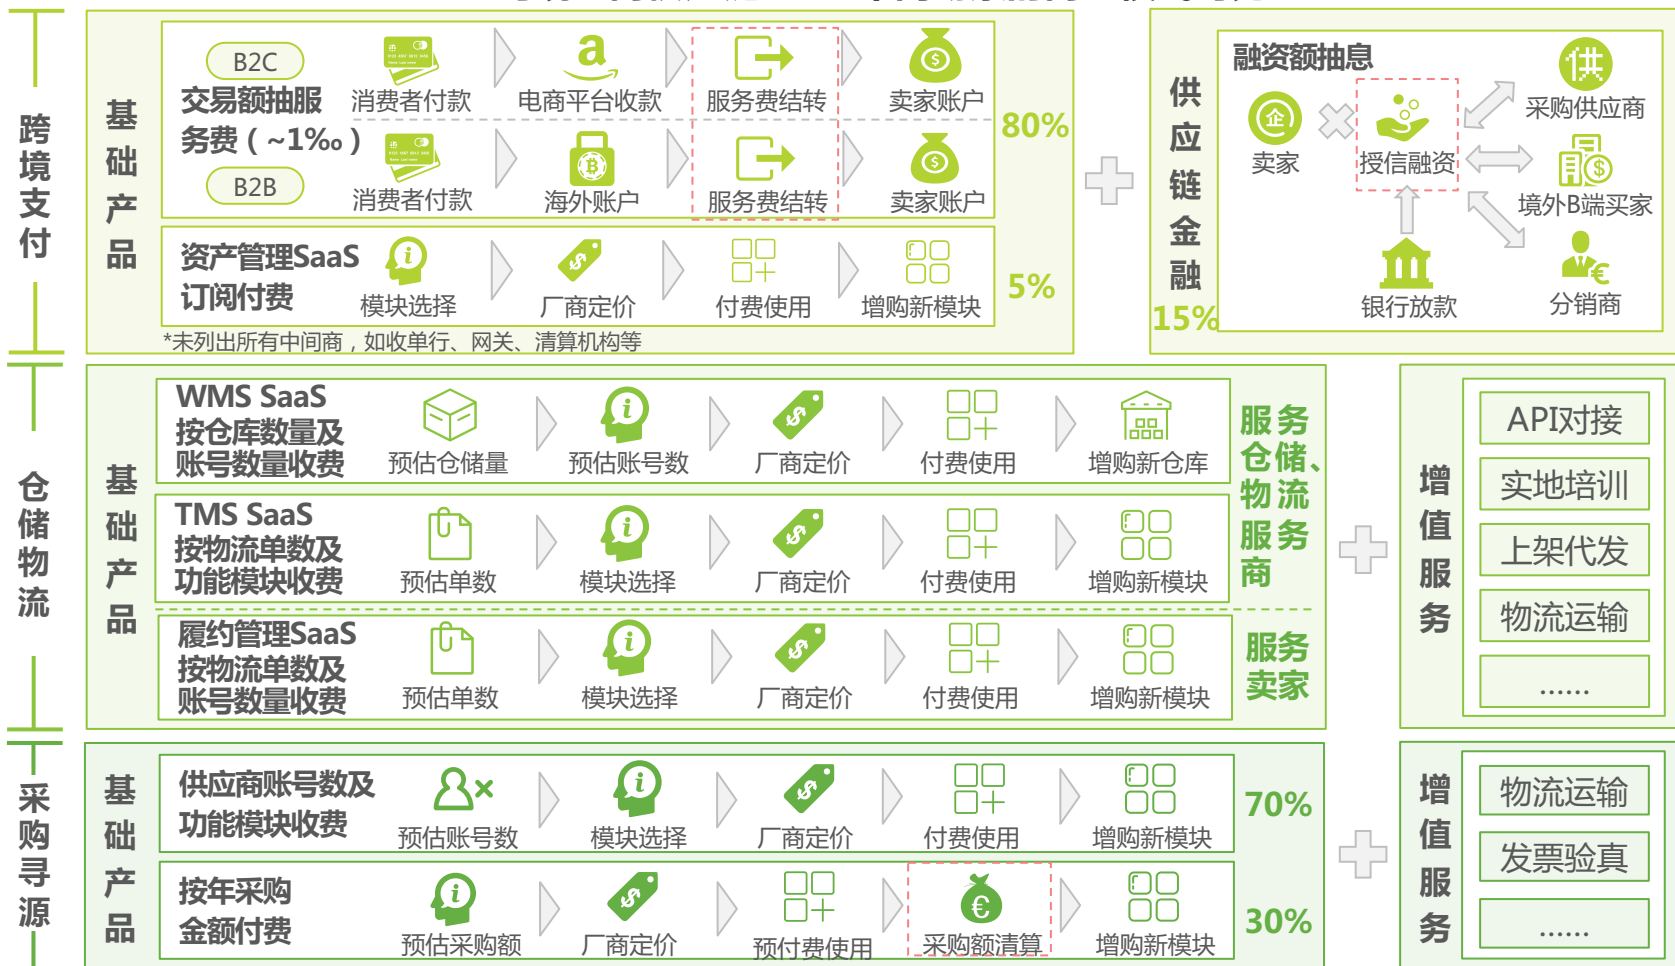 跨境支付
基础产品
B2C
交易额抽服
务费（~1‰）
B2B
消费者付款
电商平台收款
服务费结转
卖家账户
消费者付款
海外账户
服务费结转
卖家账户
80%
资产管理SaaS
订阅付费
模块选择
厂商定价
付费使用
增购新模块
5%
*未列出所有中间商，如收单行、网关、清算机构等
供应链金融
15%
融资额抽息
卖家
授信融资
银行放款
供
采购供应商
境外B端买家
分销商
仓储物流
基础产品
WMS SaaS
按仓库数量及
账号数量收费
预估仓储量
预估账号数
厂商定价
付费使用
增购新仓库
TMS SaaS
按物流单数及
功能模块收费
预估单数
模块选择
厂商定价
付费使用
增购新模块
服务
仓储、
物流
服务
商
履约管理SaaS
按物流单数及
账号数量收费
预估单数
模块选择
厂商定价
付费使用
增购新模块
服务
卖家
增值服务
API对接
实地培训
上架代发
物流运输
……
采购寻源
基础产品
供应商账号数及
功能模块收费
预估账号数
模块选择
厂商定价
付费使用
增购新模块
70%
按年采购
金额付费
预估采购额
厂商定价
预付费使用
采购额清算
增购新模块
30%
增值服务
物流运输
发票验真
……